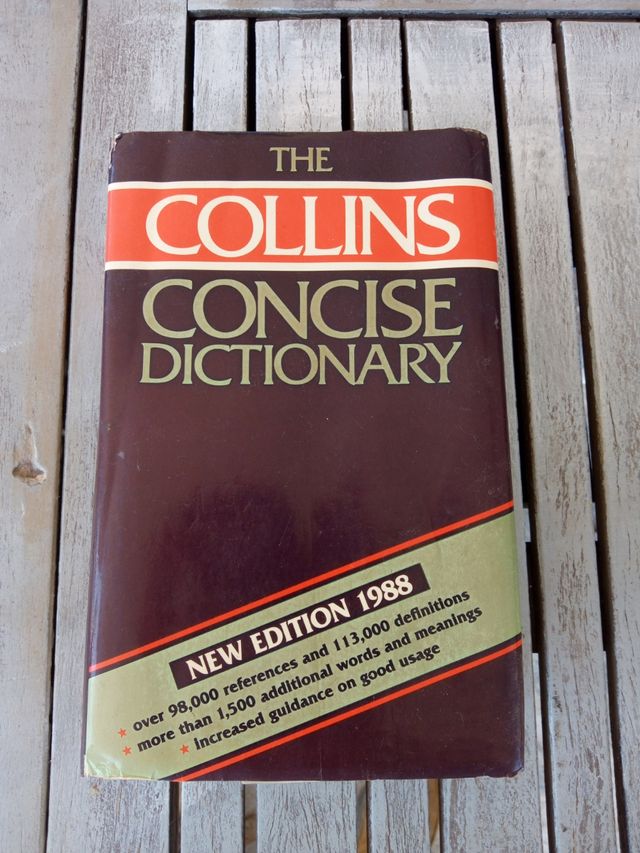 THE
COLLINS
CONCISE
DICTIONARY
NEW EDITION 1988
★ over 98,000 references and 113,000 definitions
★ more than 1,500 additional words and meanings
★ increased guidance on good usage